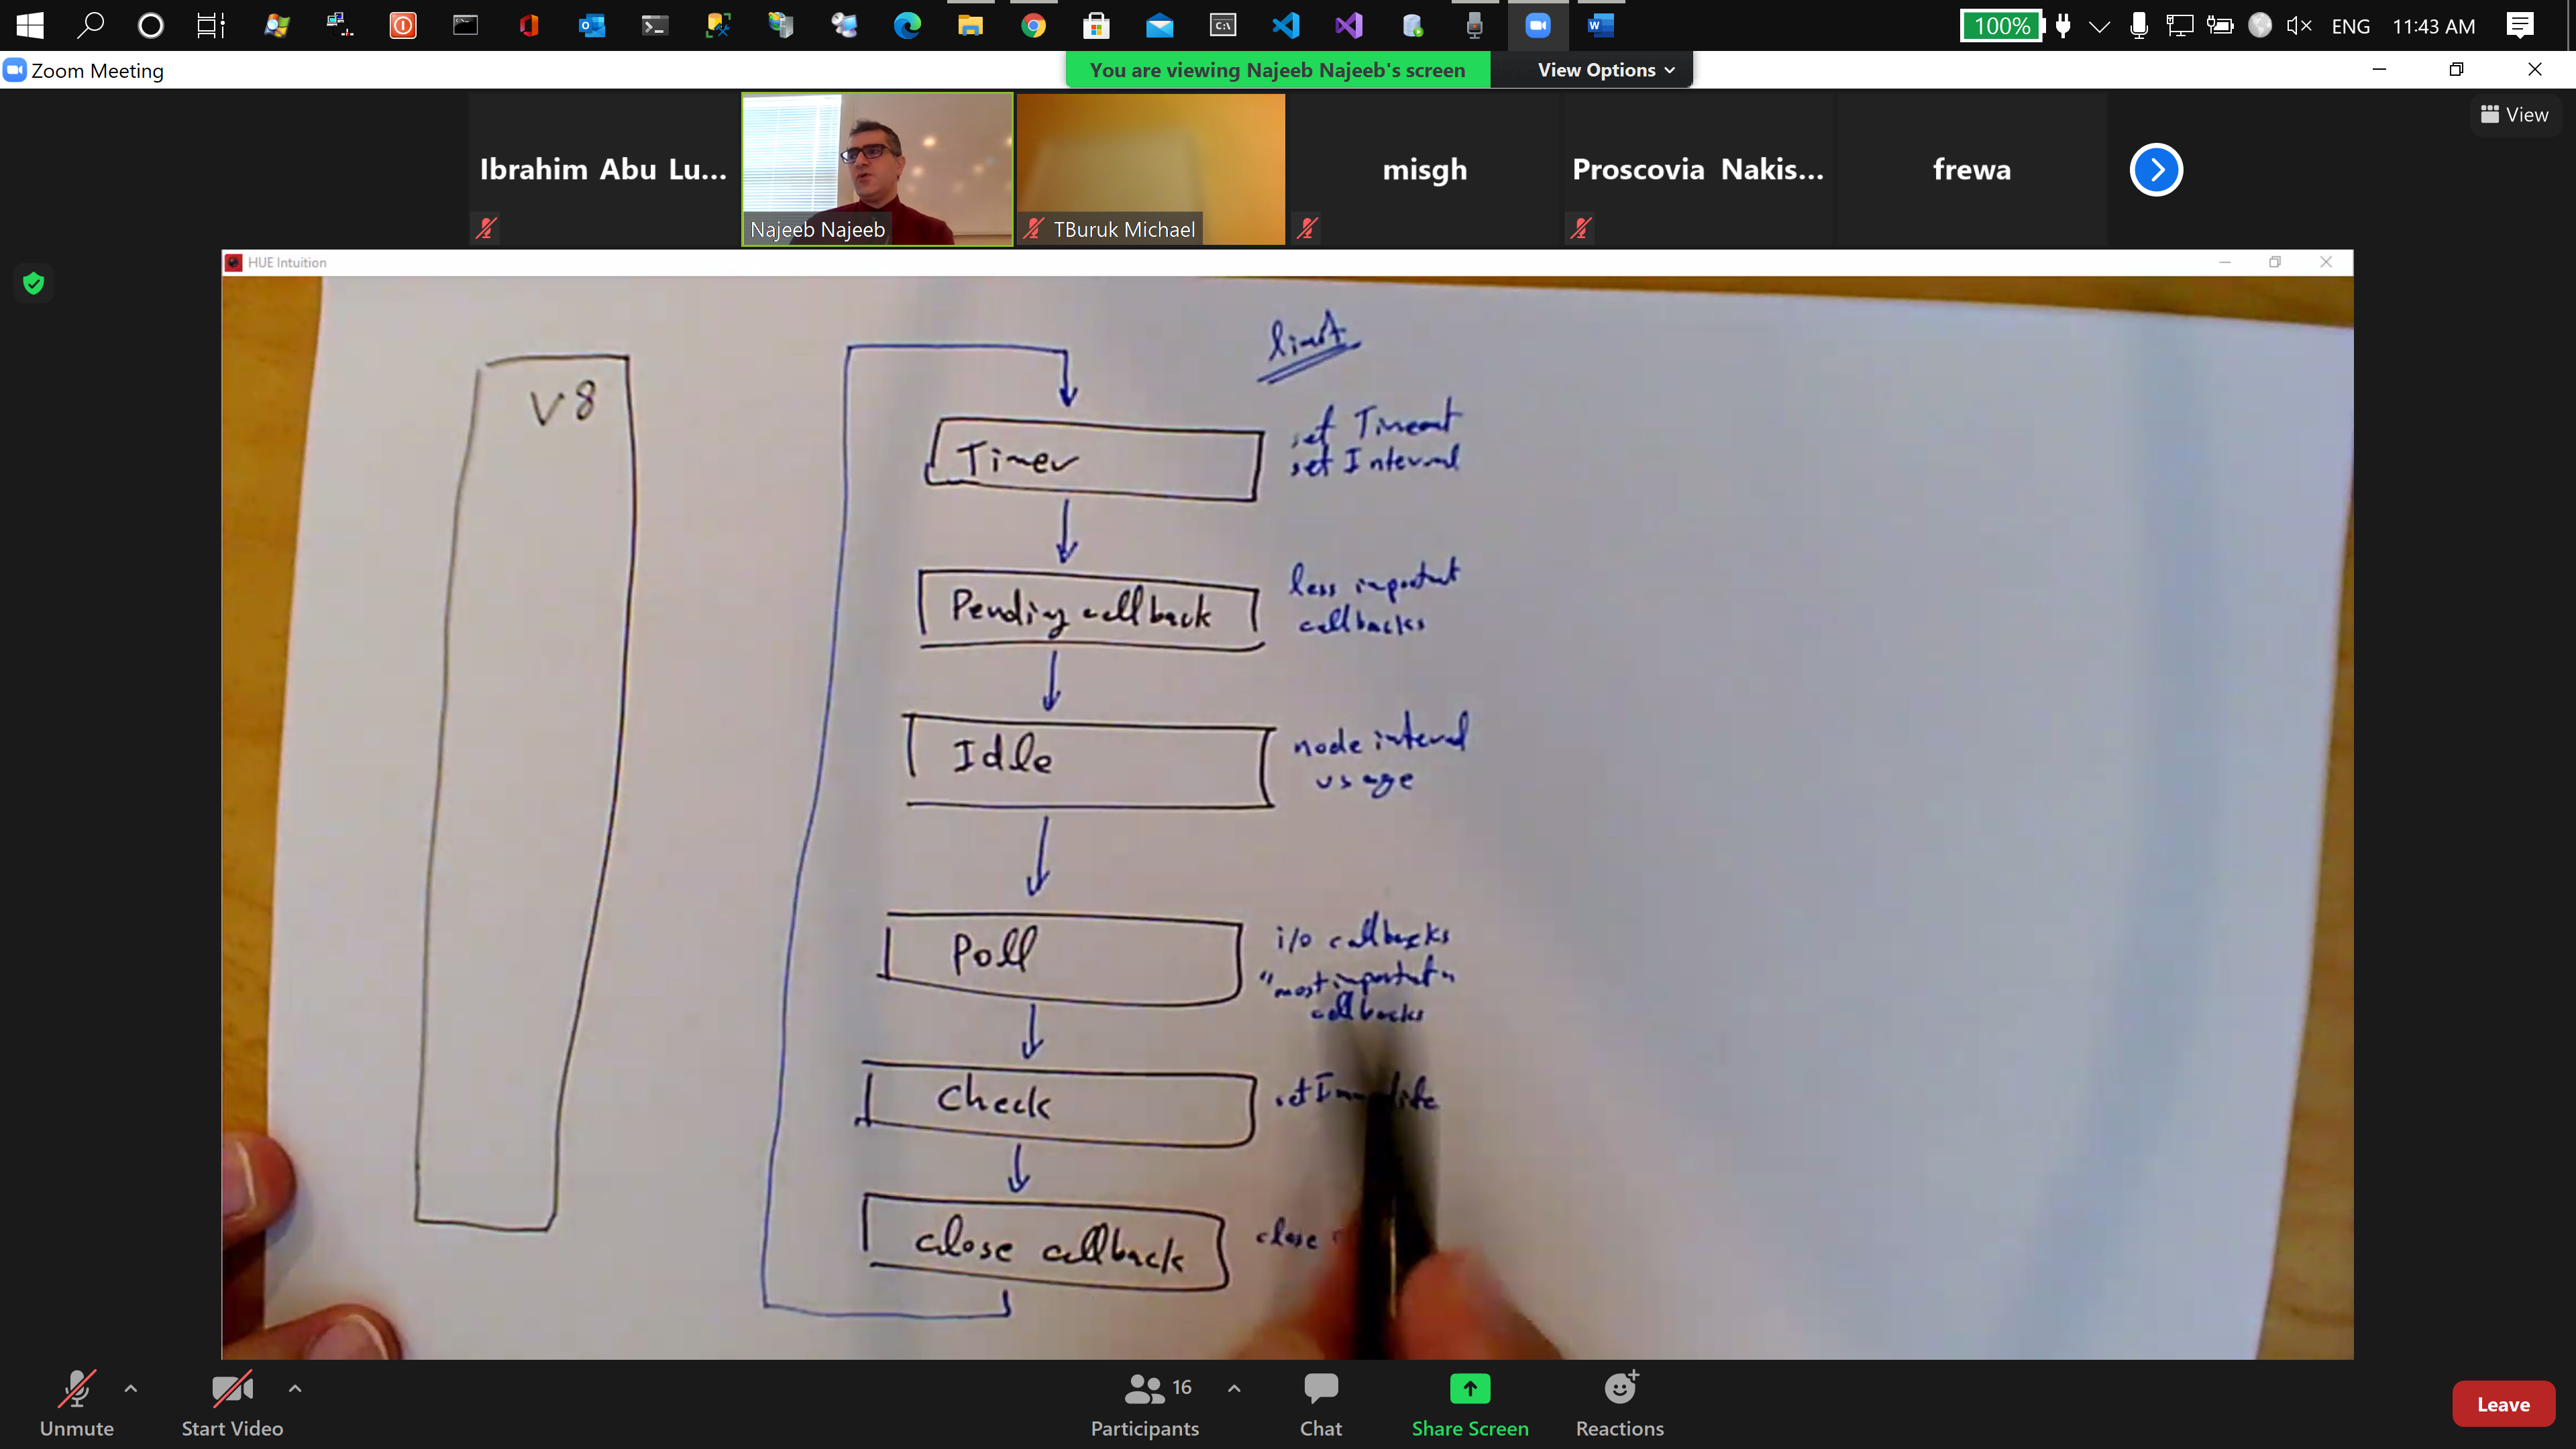 100%
ENG
11:43 AM
Zoom Meeting
You are viewing Najeeb Najeeb's screen
View Options
View
Ibrahim Abu Lu...
Najeeb Najeeb
TBuruk Michael
misgh
Proscovia Nakis...
frewa
HUE Intuition
limit
V8
Timer
set Timeout
set Interval
Pending callback
less important
callbacks
Idle
node internal
usage
Poll
i/o callbacks
"most important"
callbacks
Check
close callback
close
Unmute
Start Video
16
Participants
Chat
Share Screen
Reactions
Leave